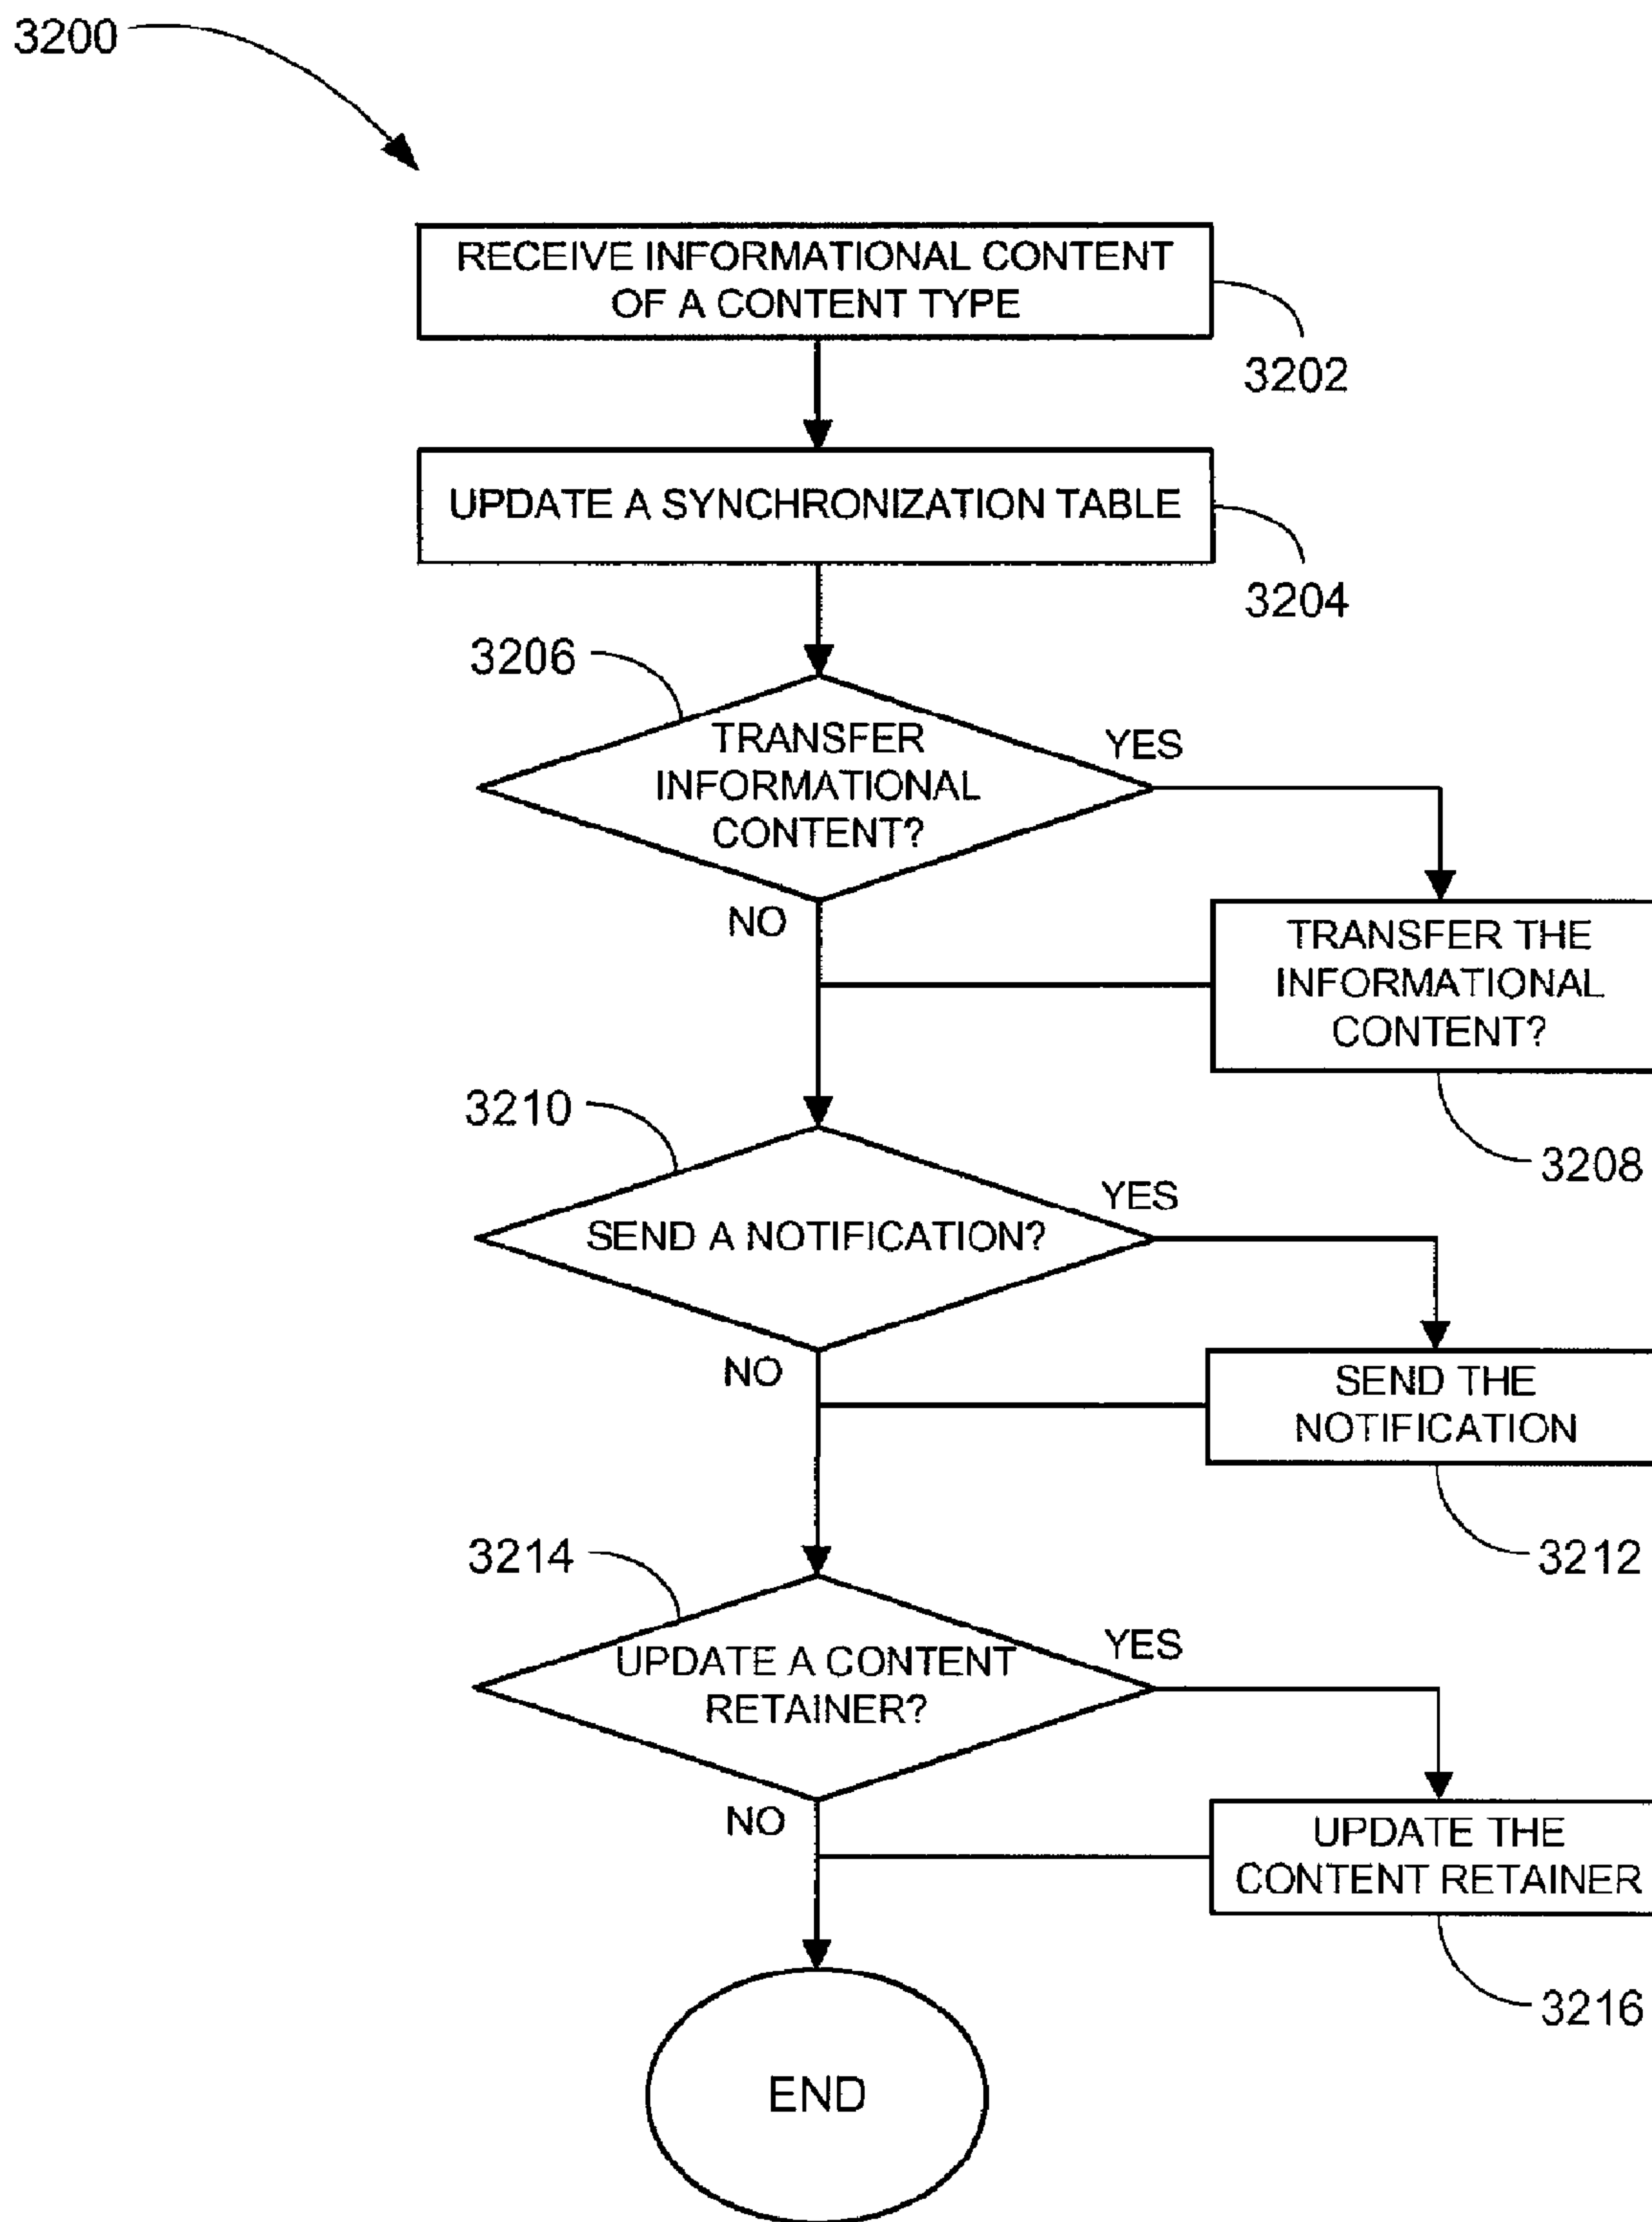 3200
RECEIVE INFORMATIONAL CONTENT
OF A CONTENT TYPE
3202
UPDATE A SYNCHRONIZATION TABLE
3204
3206
TRANSFER
INFORMATIONAL
CONTENT?
YES
NO
TRANSFER THE
INFORMATIONAL
CONTENT?
3208
3210
SEND A NOTIFICATION?
YES
NO
SEND THE
NOTIFICATION
3212
3214
UPDATE A CONTENT
RETAINER?
YES
NO
UPDATE THE
CONTENT RETAINER
3216
END